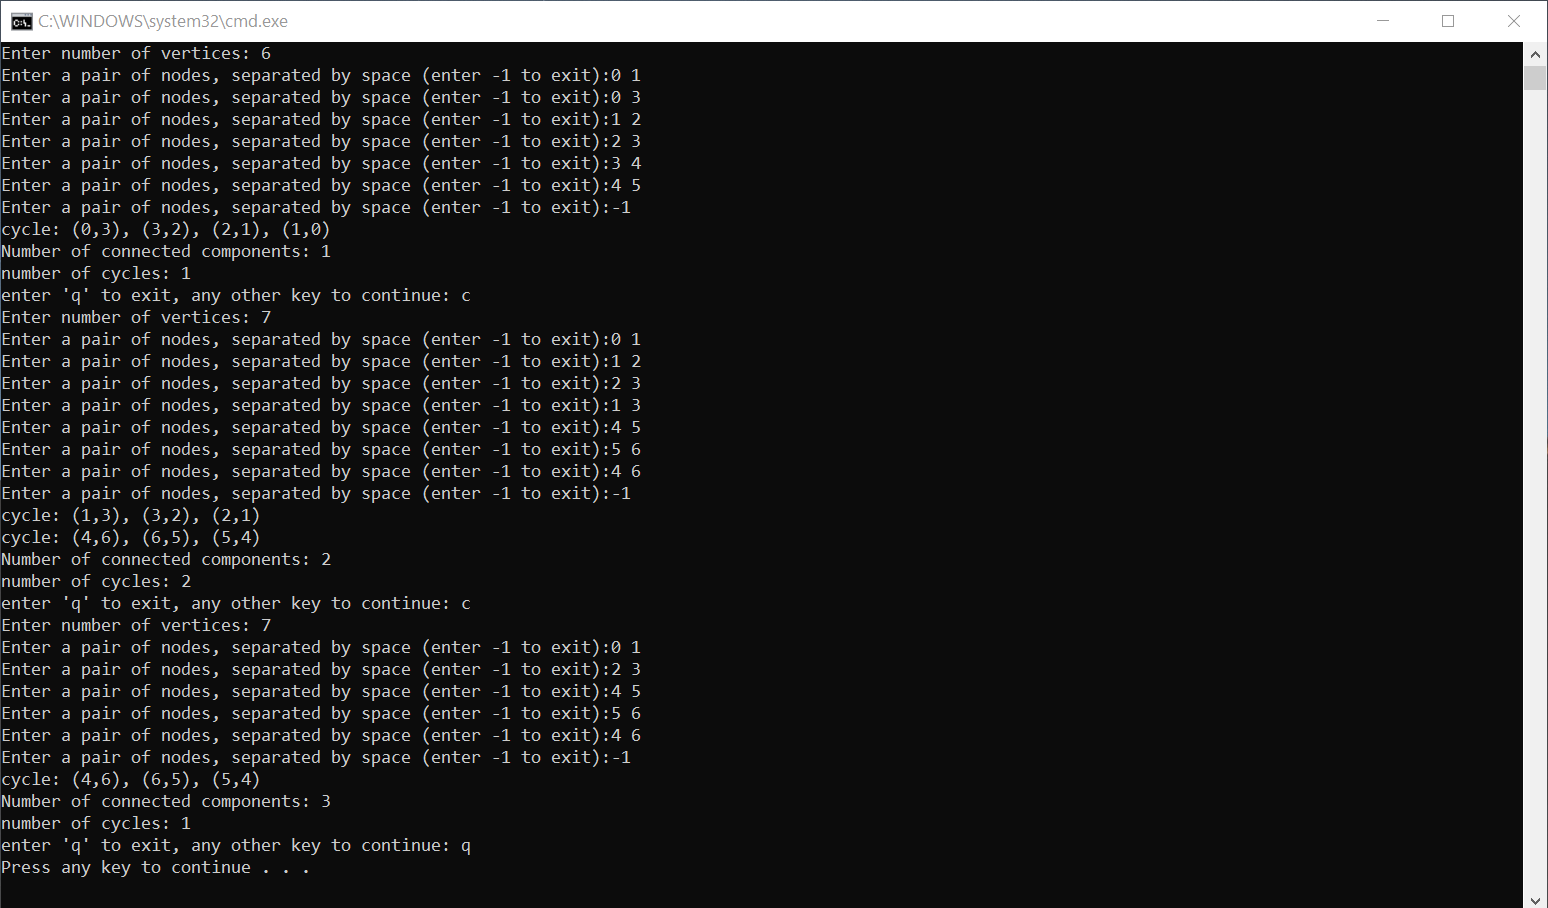 C:\WINDOWS\system32\cmd.exe
Enter number of vertices: 6
Enter a pair of nodes, separated by space (enter -1 to exit):0 1
Enter a pair of nodes, separated by space (enter -1 to exit):0 3
Enter a pair of nodes, separated by space (enter -1 to exit):1 2
Enter a pair of nodes, separated by space (enter -1 to exit):2 3
Enter a pair of nodes, separated by space (enter -1 to exit):3 4
Enter a pair of nodes, separated by space (enter -1 to exit):4 5
Enter a pair of nodes, separated by space (enter -1 to exit):-1
cycle: (0,3), (3,2), (2,1), (1,0)
Number of connected components: 1
number of cycles: 1
enter 'q' to exit, any other key to continue: c
Enter number of vertices: 7
Enter a pair of nodes, separated by space (enter -1 to exit):0 1
Enter a pair of nodes, separated by space (enter -1 to exit):1 2
Enter a pair of nodes, separated by space (enter -1 to exit):2 3
Enter a pair of nodes, separated by space (enter -1 to exit):1 3
Enter a pair of nodes, separated by space (enter -1 to exit):4 5
Enter a pair of nodes, separated by space (enter -1 to exit):5 6
Enter a pair of nodes, separated by space (enter -1 to exit):4 6
Enter a pair of nodes, separated by space (enter -1 to exit):-1
cycle: (1,3), (3,2), (2,1)
cycle: (4,6), (6,5), (5,4)
Number of connected components: 2
number of cycles: 2
enter 'q' to exit, any other key to continue: c
Enter number of vertices: 7
Enter a pair of nodes, separated by space (enter -1 to exit):0 1
Enter a pair of nodes, separated by space (enter -1 to exit):2 3
Enter a pair of nodes, separated by space (enter -1 to exit):4 5
Enter a pair of nodes, separated by space (enter -1 to exit):5 6
Enter a pair of nodes, separated by space (enter -1 to exit):4 6
Enter a pair of nodes, separated by space (enter -1 to exit):-1
cycle: (4,6), (6,5), (5,4)
Number of connected components: 3
number of cycles: 1
enter 'q' to exit, any other key to continue: q
Press any key to continue . . .